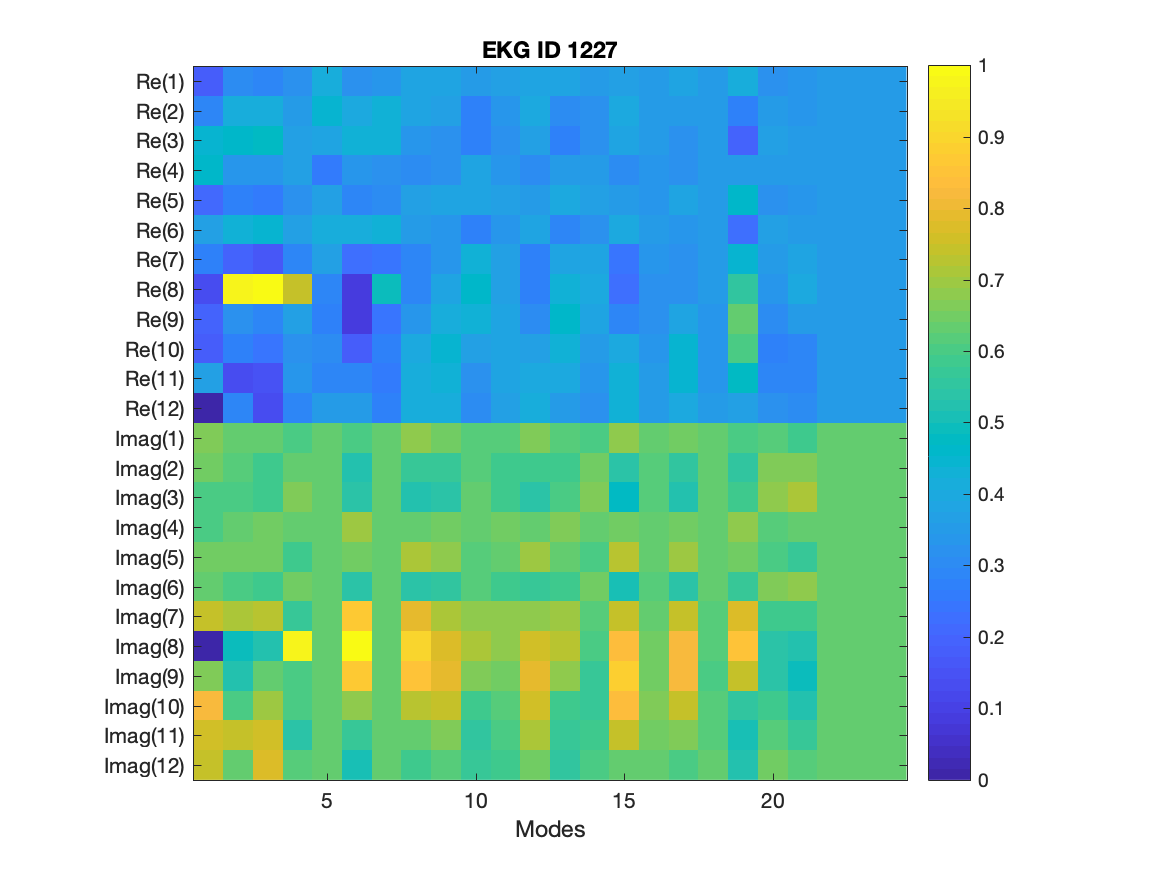 EKG ID 1227
Re(1)
Re(2)
Re(3)
Re(4)
Re(5)
Re(6)
Re(7)
Re(8)
Re(9)
Re(10)
Re(11)
Re(12)
Imag(1)
Imag(2)
Imag(3)
Imag(4)
Imag(5)
Imag(6)
Imag(7)
Imag(8)
Imag(9)
Imag(10)
Imag(11)
Imag(12)
5 10 15 20
Modes
1
0.9
0.8
0.7
0.6
0.5
0.4
0.3
0.2
0.1
0